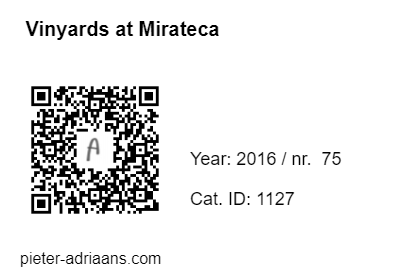 Vinyards at Mirateca
A
Year: 2016 / nr.  75
Cat. ID: 1127
pieter-adriaans.com